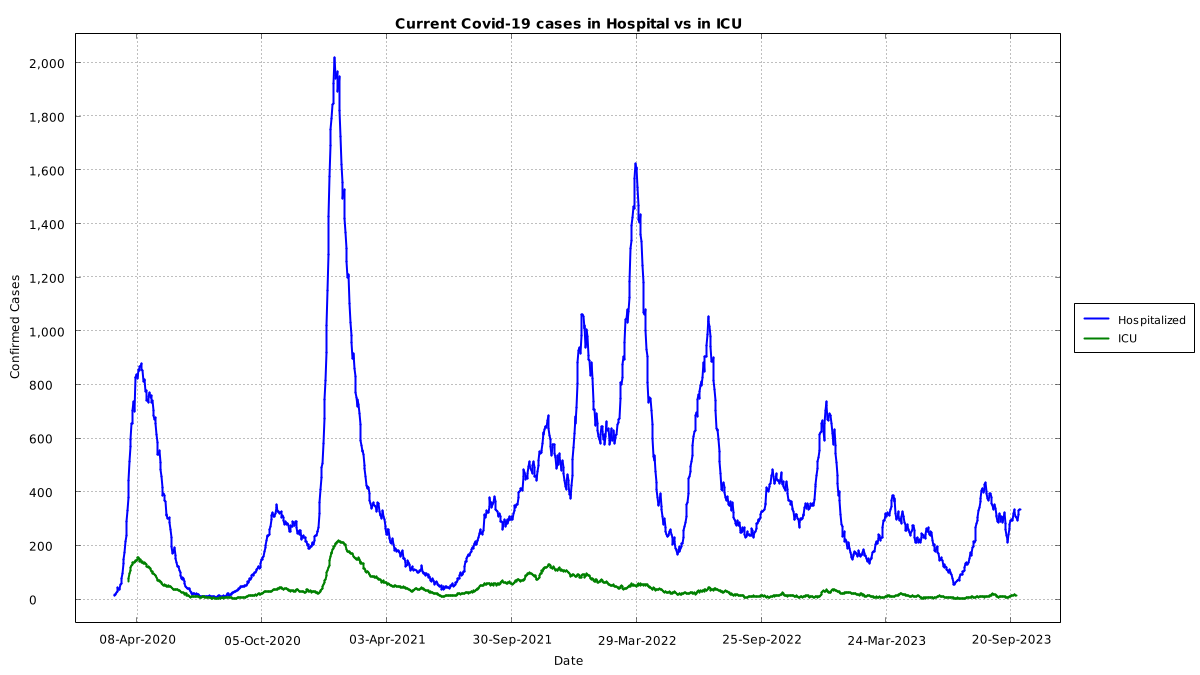 Current Covid-19 cases in Hospital vs in ICU
Confirmed Cases
2,000
1,800
1,600
1,400
1,200
1,000
800
600
400
200
0
08-Apr-2020 05-Oct-2020 03-Apr-2021 30-Sep-2021 29-Mar-2022 25-Sep-2022 24-Mar-2023 20-Sep-2023
Date
Hospitalized
ICU